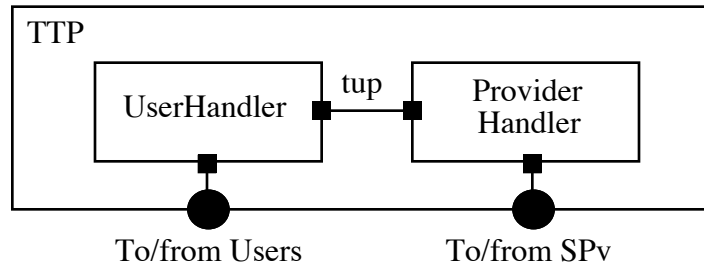 TTP
tup
UserHandler
Provider
Handler
To/from Users
To/from SPv